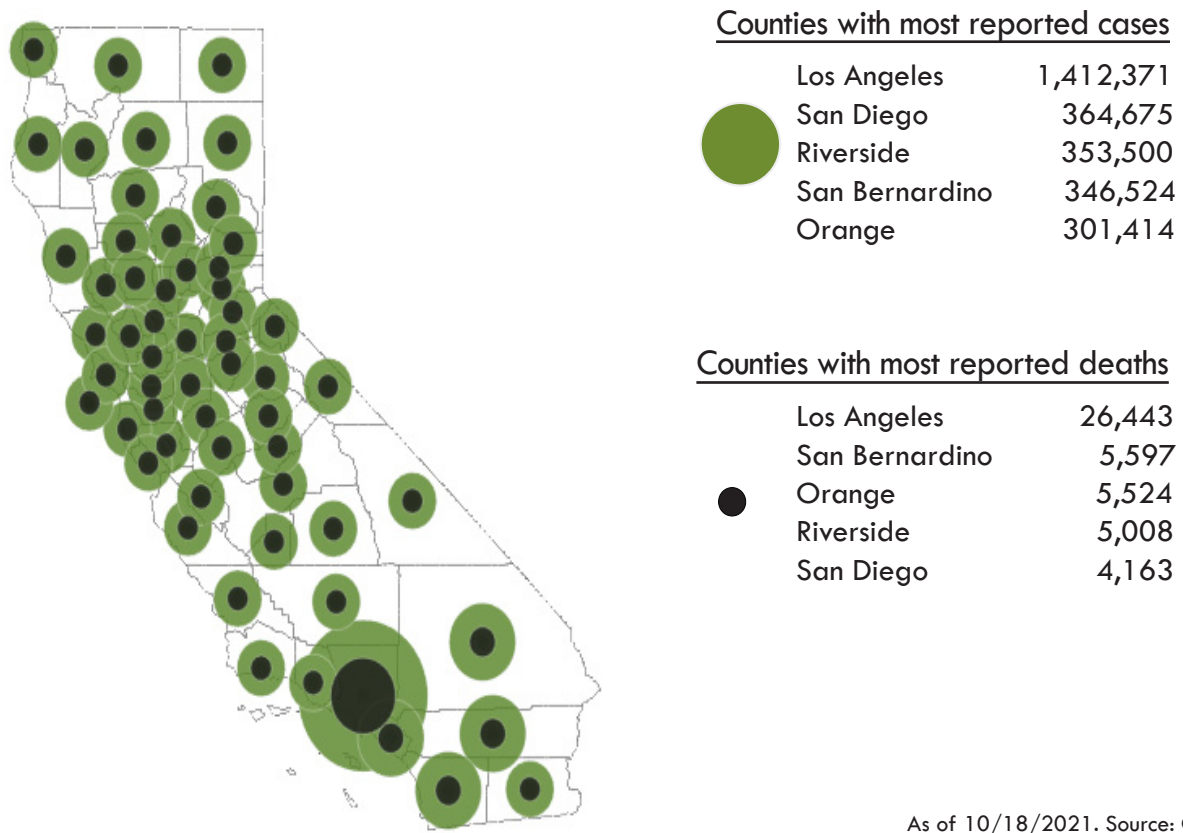 Counties with most reported cases
Los Angeles 1,412,371
San Diego 364,675
Riverside 353,500
San Bernardino 346,524
Orange 301,414
Counties with most reported deaths
Los Angeles 26,443
San Bernardino 5,597
Orange 5,524
Riverside 5,008
San Diego 4,163
As of 10/18/2021. Source: